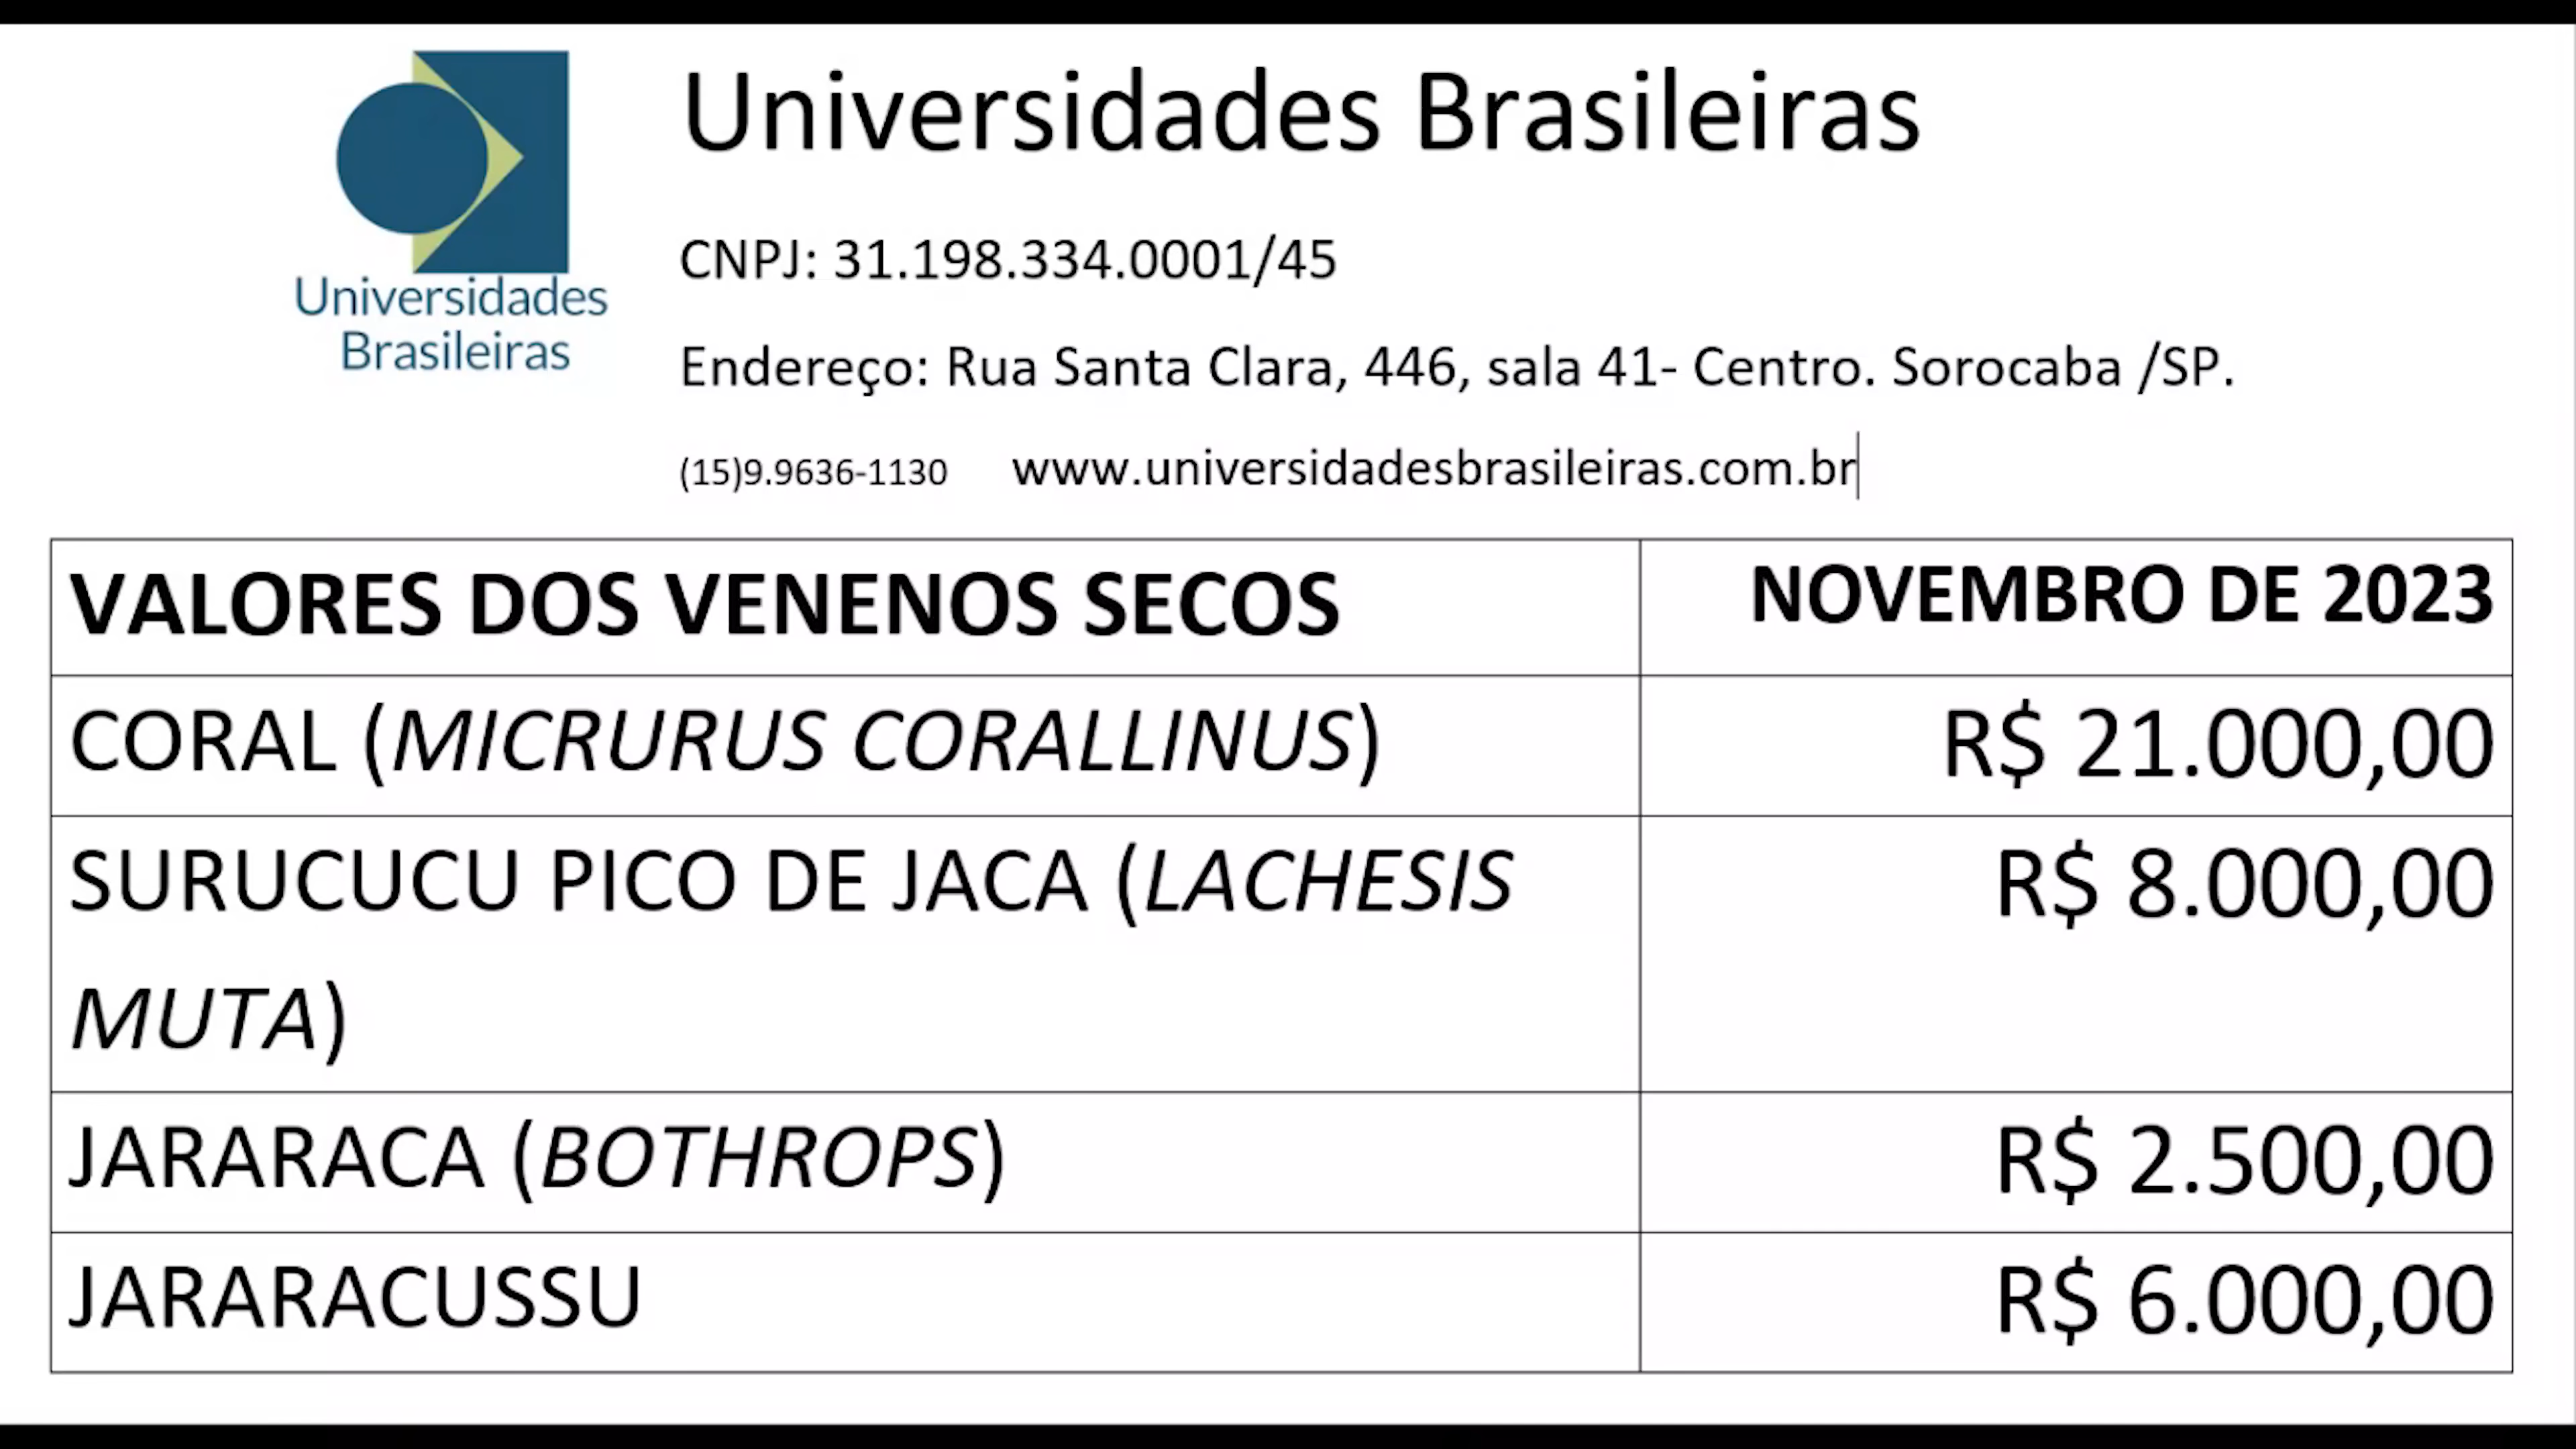 Universidades
Brasileiras
Universidades Brasileiras
CNPJ: 31.198.334.0001/45
Endereço: Rua Santa Clara, 446, sala 41- Centro. Sorocaba /SP.
(15)9.9636-1130 www.universidadesbrasileiras.com.br
VALORES DOS VENENOS SECOS NOVEMBRO DE 2023
CORAL (MICRURUS CORALLINUS) R$ 21.000,00
SURUCUCU PICO DE JACA (LACHESIS R$ 8.000,00
MUTA)
JARARACA (BOTHROPS) R$ 2.500,00
JARARACUSSU R$ 6.000,00